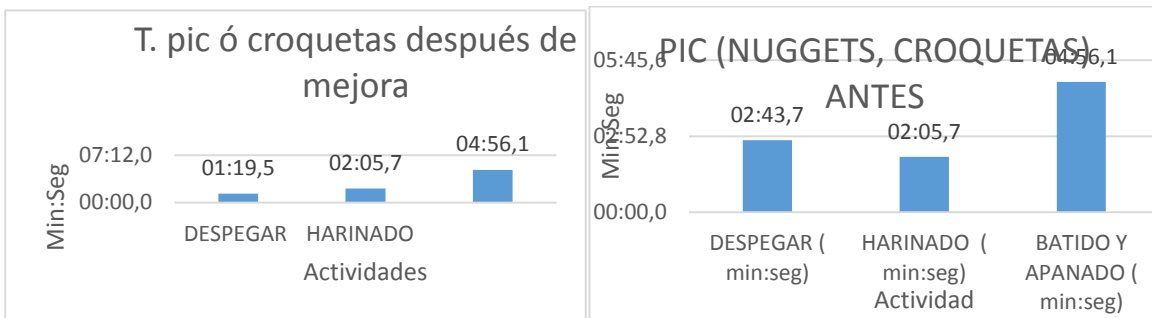 T. pic ó croquetas después de
mejora
07:12,0
00:00,0
Min:Seg
01:19,5
02:05,7
04:56,1
DESPEGAR
HARINADO
Actividades
PIC (NUGGETS, CROQUETAS)
ANTES
05:45,6
02:52,8
00:00,0
Min:Seg
02:43,7
02:05,7
04:56,1
DESPEGAR (
min:seg)
HARINADO (
min:seg)
BATIDO Y
APANADO (
min:seg)
Actividad